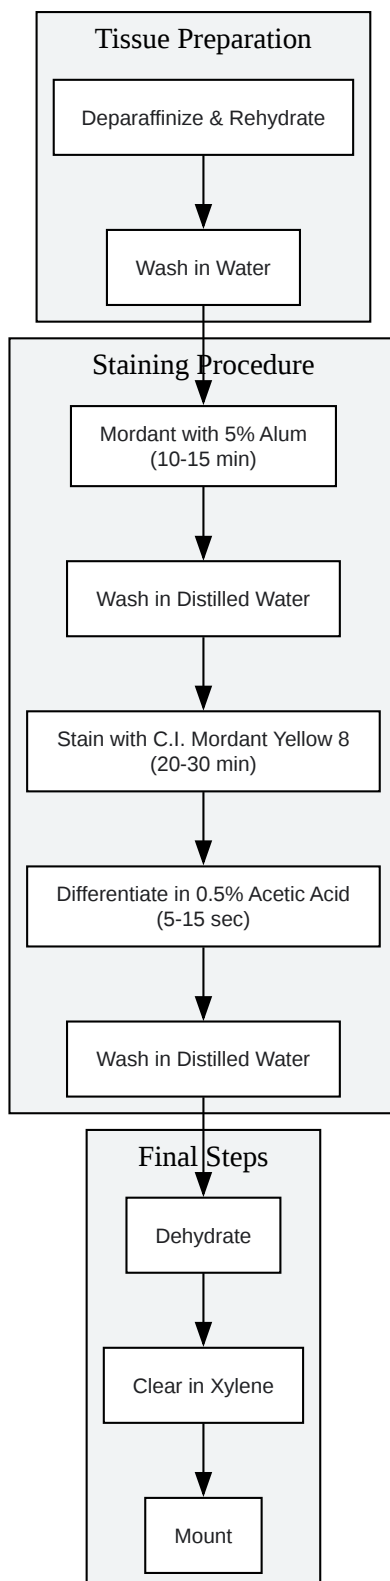 Tissue Preparation
Deparaffinize & Rehydrate
Wash in Water
Staining Procedure
Mordant with 5% Alum
(10-15 min)
Wash in Distilled Water
Stain with C.I. Mordant Yellow 8
(20-30 min)
Differentiate in 0.5% Acetic Acid
(5-15 sec)
Wash in Distilled Water
Final Steps
Dehydrate
Clear in Xylene
Mount